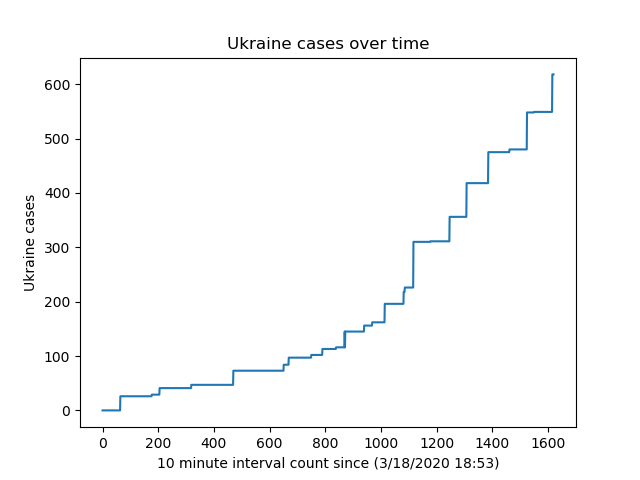 Ukraine cases over time
600
500
400
300
200
100
0
Ukraine cases
0 200 400 600 800 1000 1200 1400 1600
10 minute interval count since (3/18/2020 18:53)